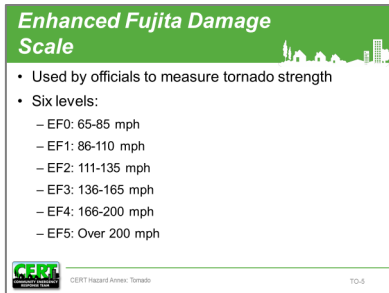 Enhanced Fujita Damage
Scale
• Used by officials to measure tornado strength
• Six levels:
– EF0: 65-85 mph
– EF1: 86-110 mph
– EF2: 111-135 mph
– EF3: 136-165 mph
– EF4: 166-200 mph
– EF5: Over 200 mph
CERT
COMMUNITY EMERGENCY
RESPONSE TEAM
CERT Hazard Annex: Tornado
TO-5